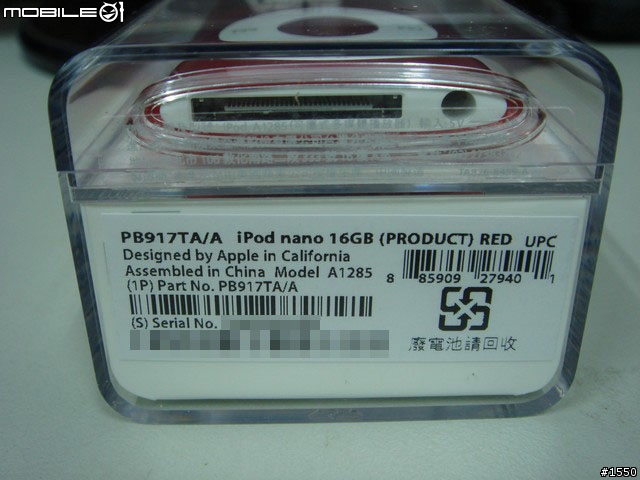 MOBILE01
PB917TA/A iPod nano 16GB (PRODUCT) RED UPC
Designed by Apple in California
Assembled in China Model A1285
(1P) Part No. PB917TA/A
8 85909 27940 1
(S) Serial No.
廢電池請回收
#1550